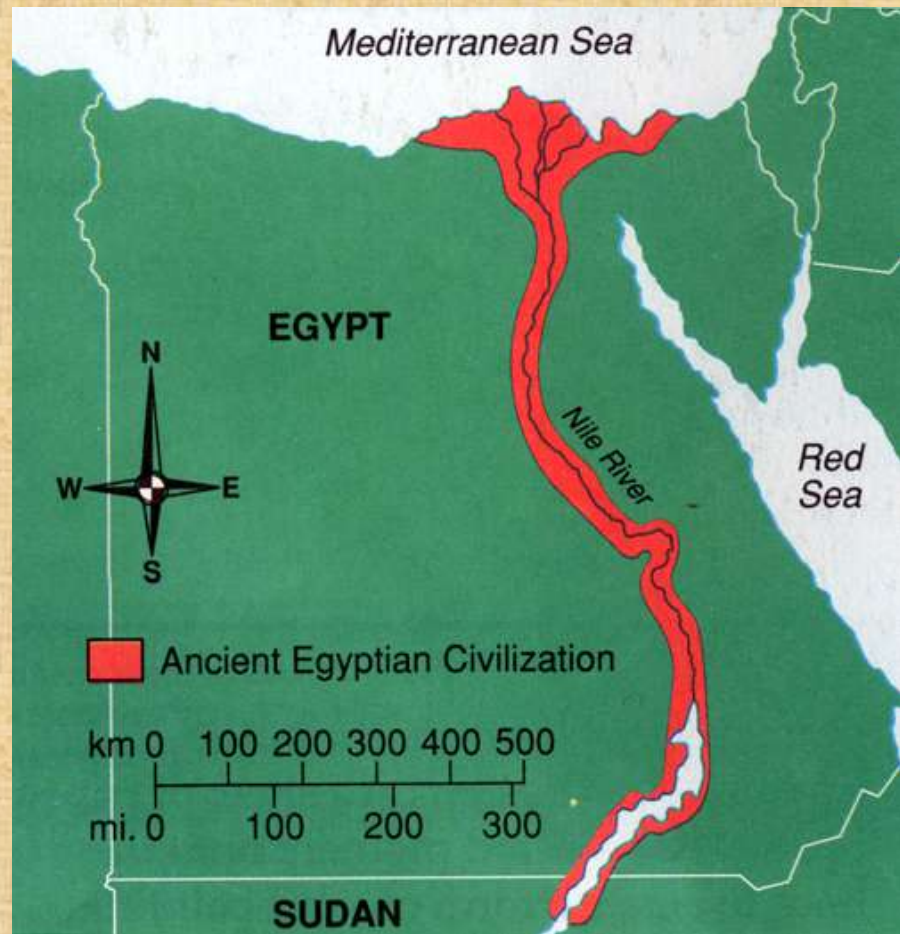 Mediterranean Sea
EGYPT
N
W E
S
Nile River
Red
Sea
Ancient Egyptian Civilization
km 0 100 200 300 400 500
mi. 0 100 200 300
SUDAN